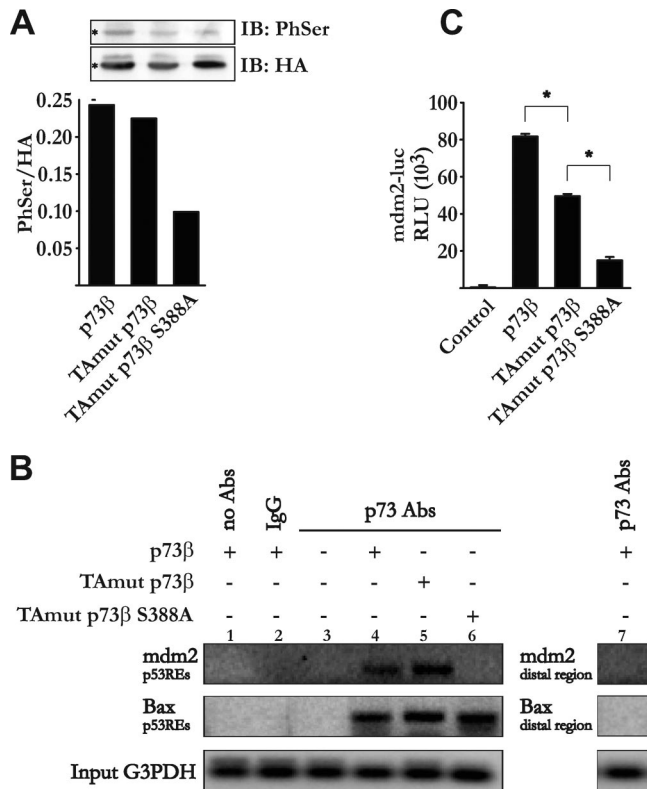 A
* IB: PhSer
* IB: HA
PhSer/HA
0.25
0.20
0.10
0.05
p73β
TAmut p73β
TAmut p73β S388A
C
mdm2-luc
RLU (10³)
100
80
60
40
20
*
*
Control
p73β
TAmut p73β
TAmut p73β S388A
B
no Abs
IgG
p73 Abs
p73 Abs
p73β + + - + - - +
TAmut p73β - - - - + - -
TAmut p73β S388A - - - - - + -
1 2 3 4 5 6 7
mdm2
p53REs
mdm2
distal region
Bax
p53REs
Bax
distal region
Input G3PDH